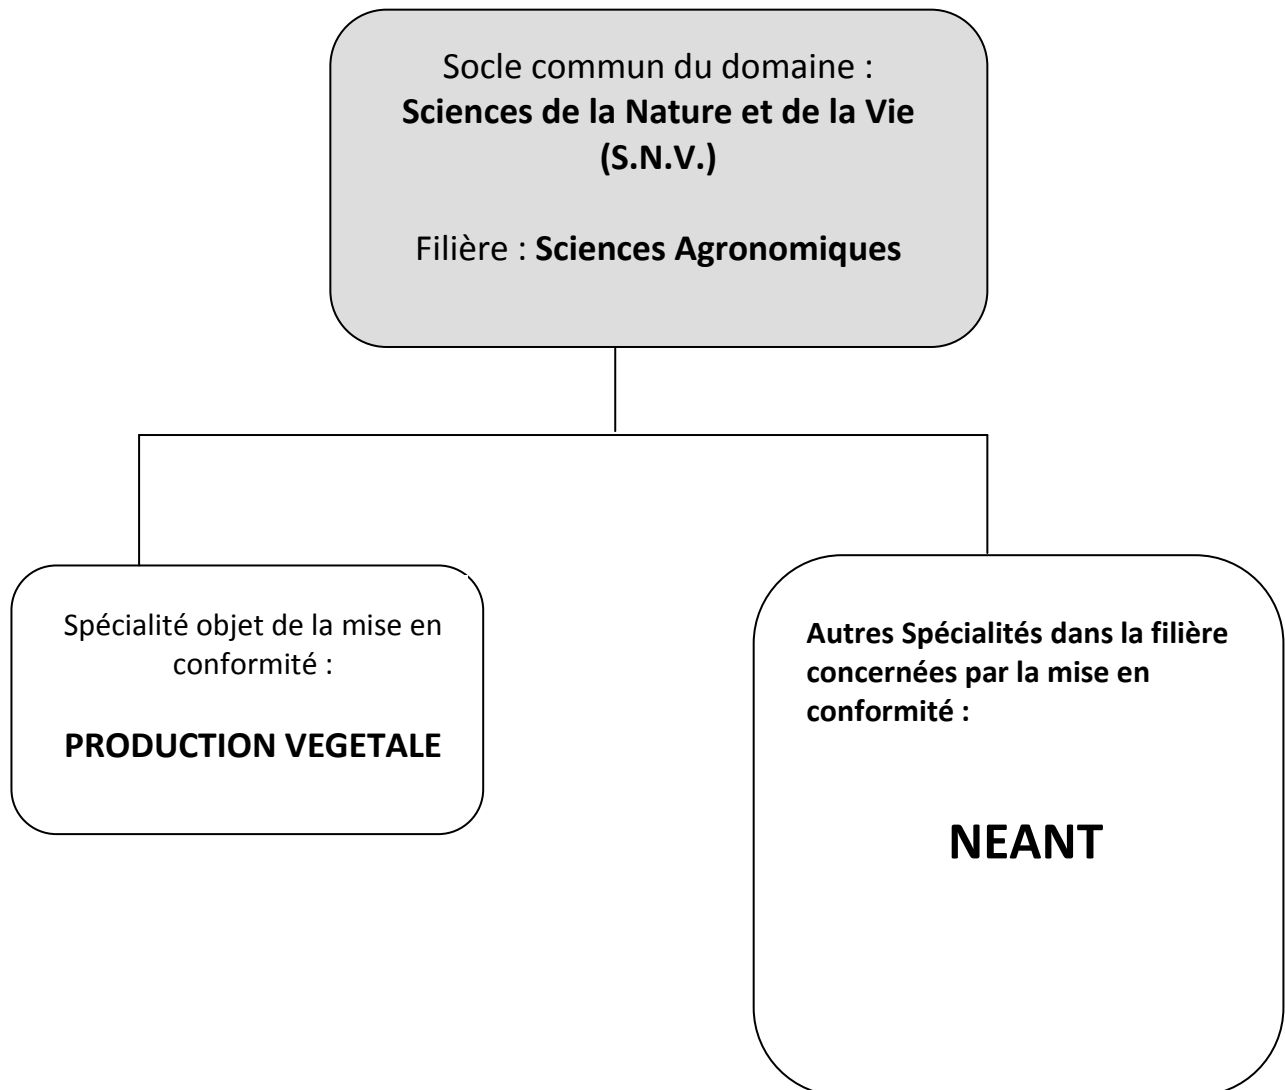 Socle commun du domaine :
Sciences de la Nature et de la Vie
(S.N.V.)
Filière : Sciences Agronomiques
Spécialité objet de la mise en
conformité :
PRODUCTION VEGETALE
Autres Spécialités dans la filière
concernées par la mise en
conformité :
NEANT